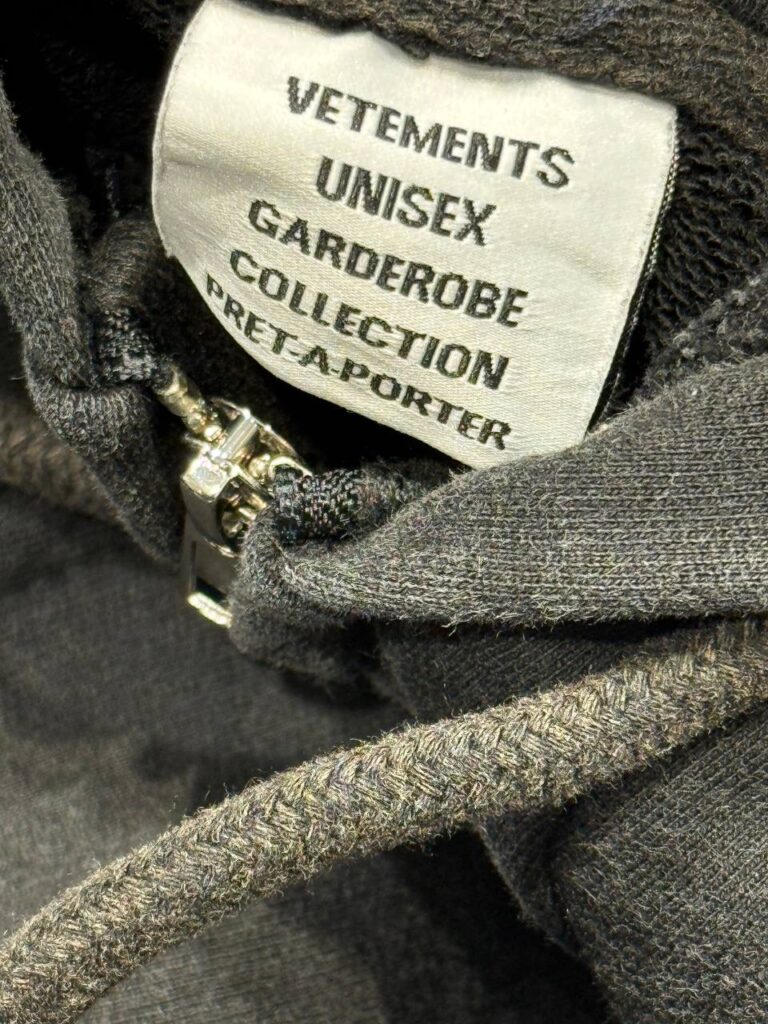 VETEMENTS
UNISEX
GARDEROBE
COLLECTION
PRET-A-PORTER